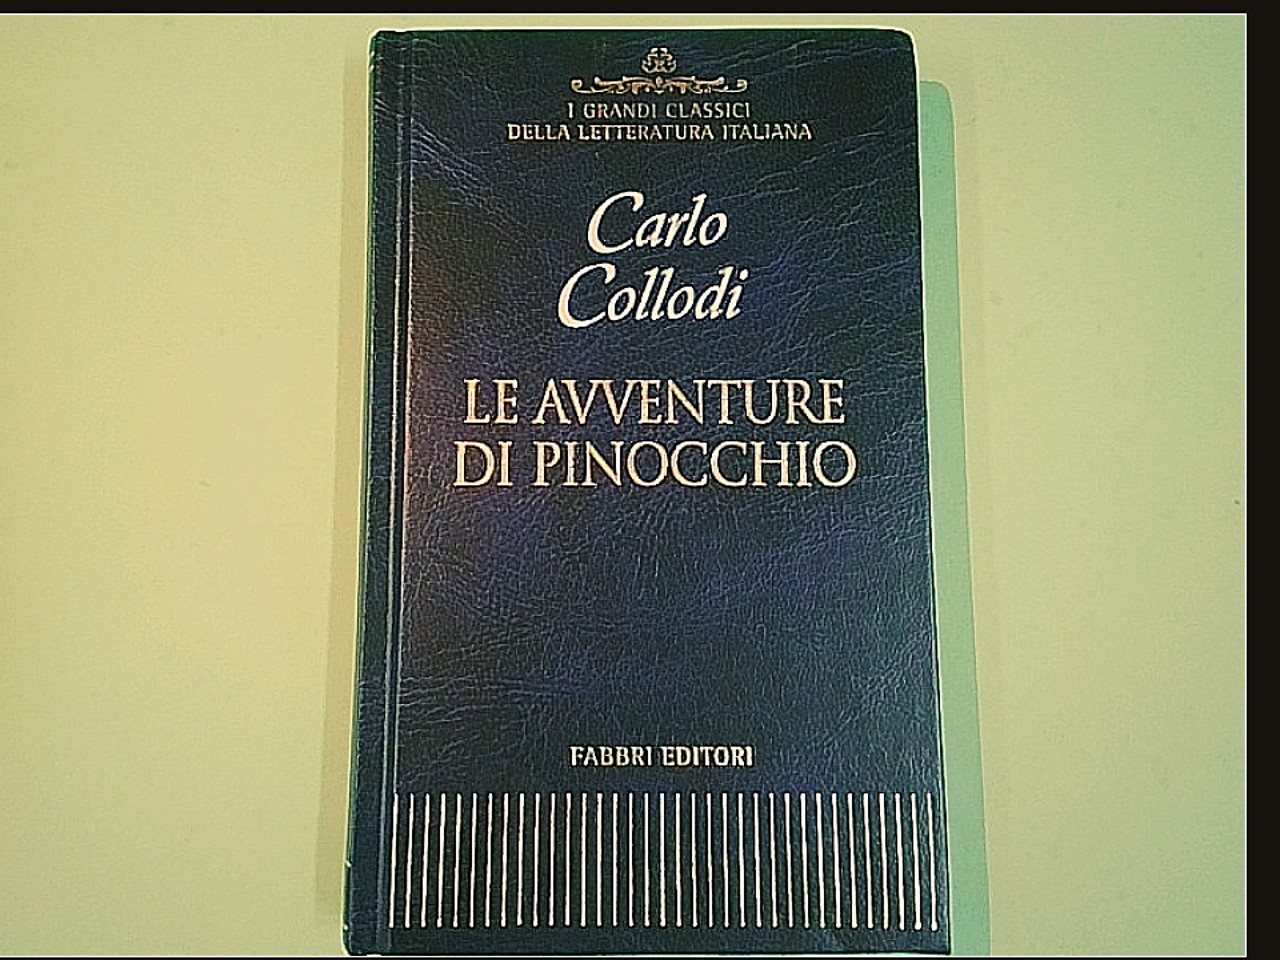 I GRANDI CLASSICI
DELLA LETTERATURA ITALIANA
Carlo
Collodi
LE AVVENTURE
DI PINOCCHIO
FABBRI EDITORI